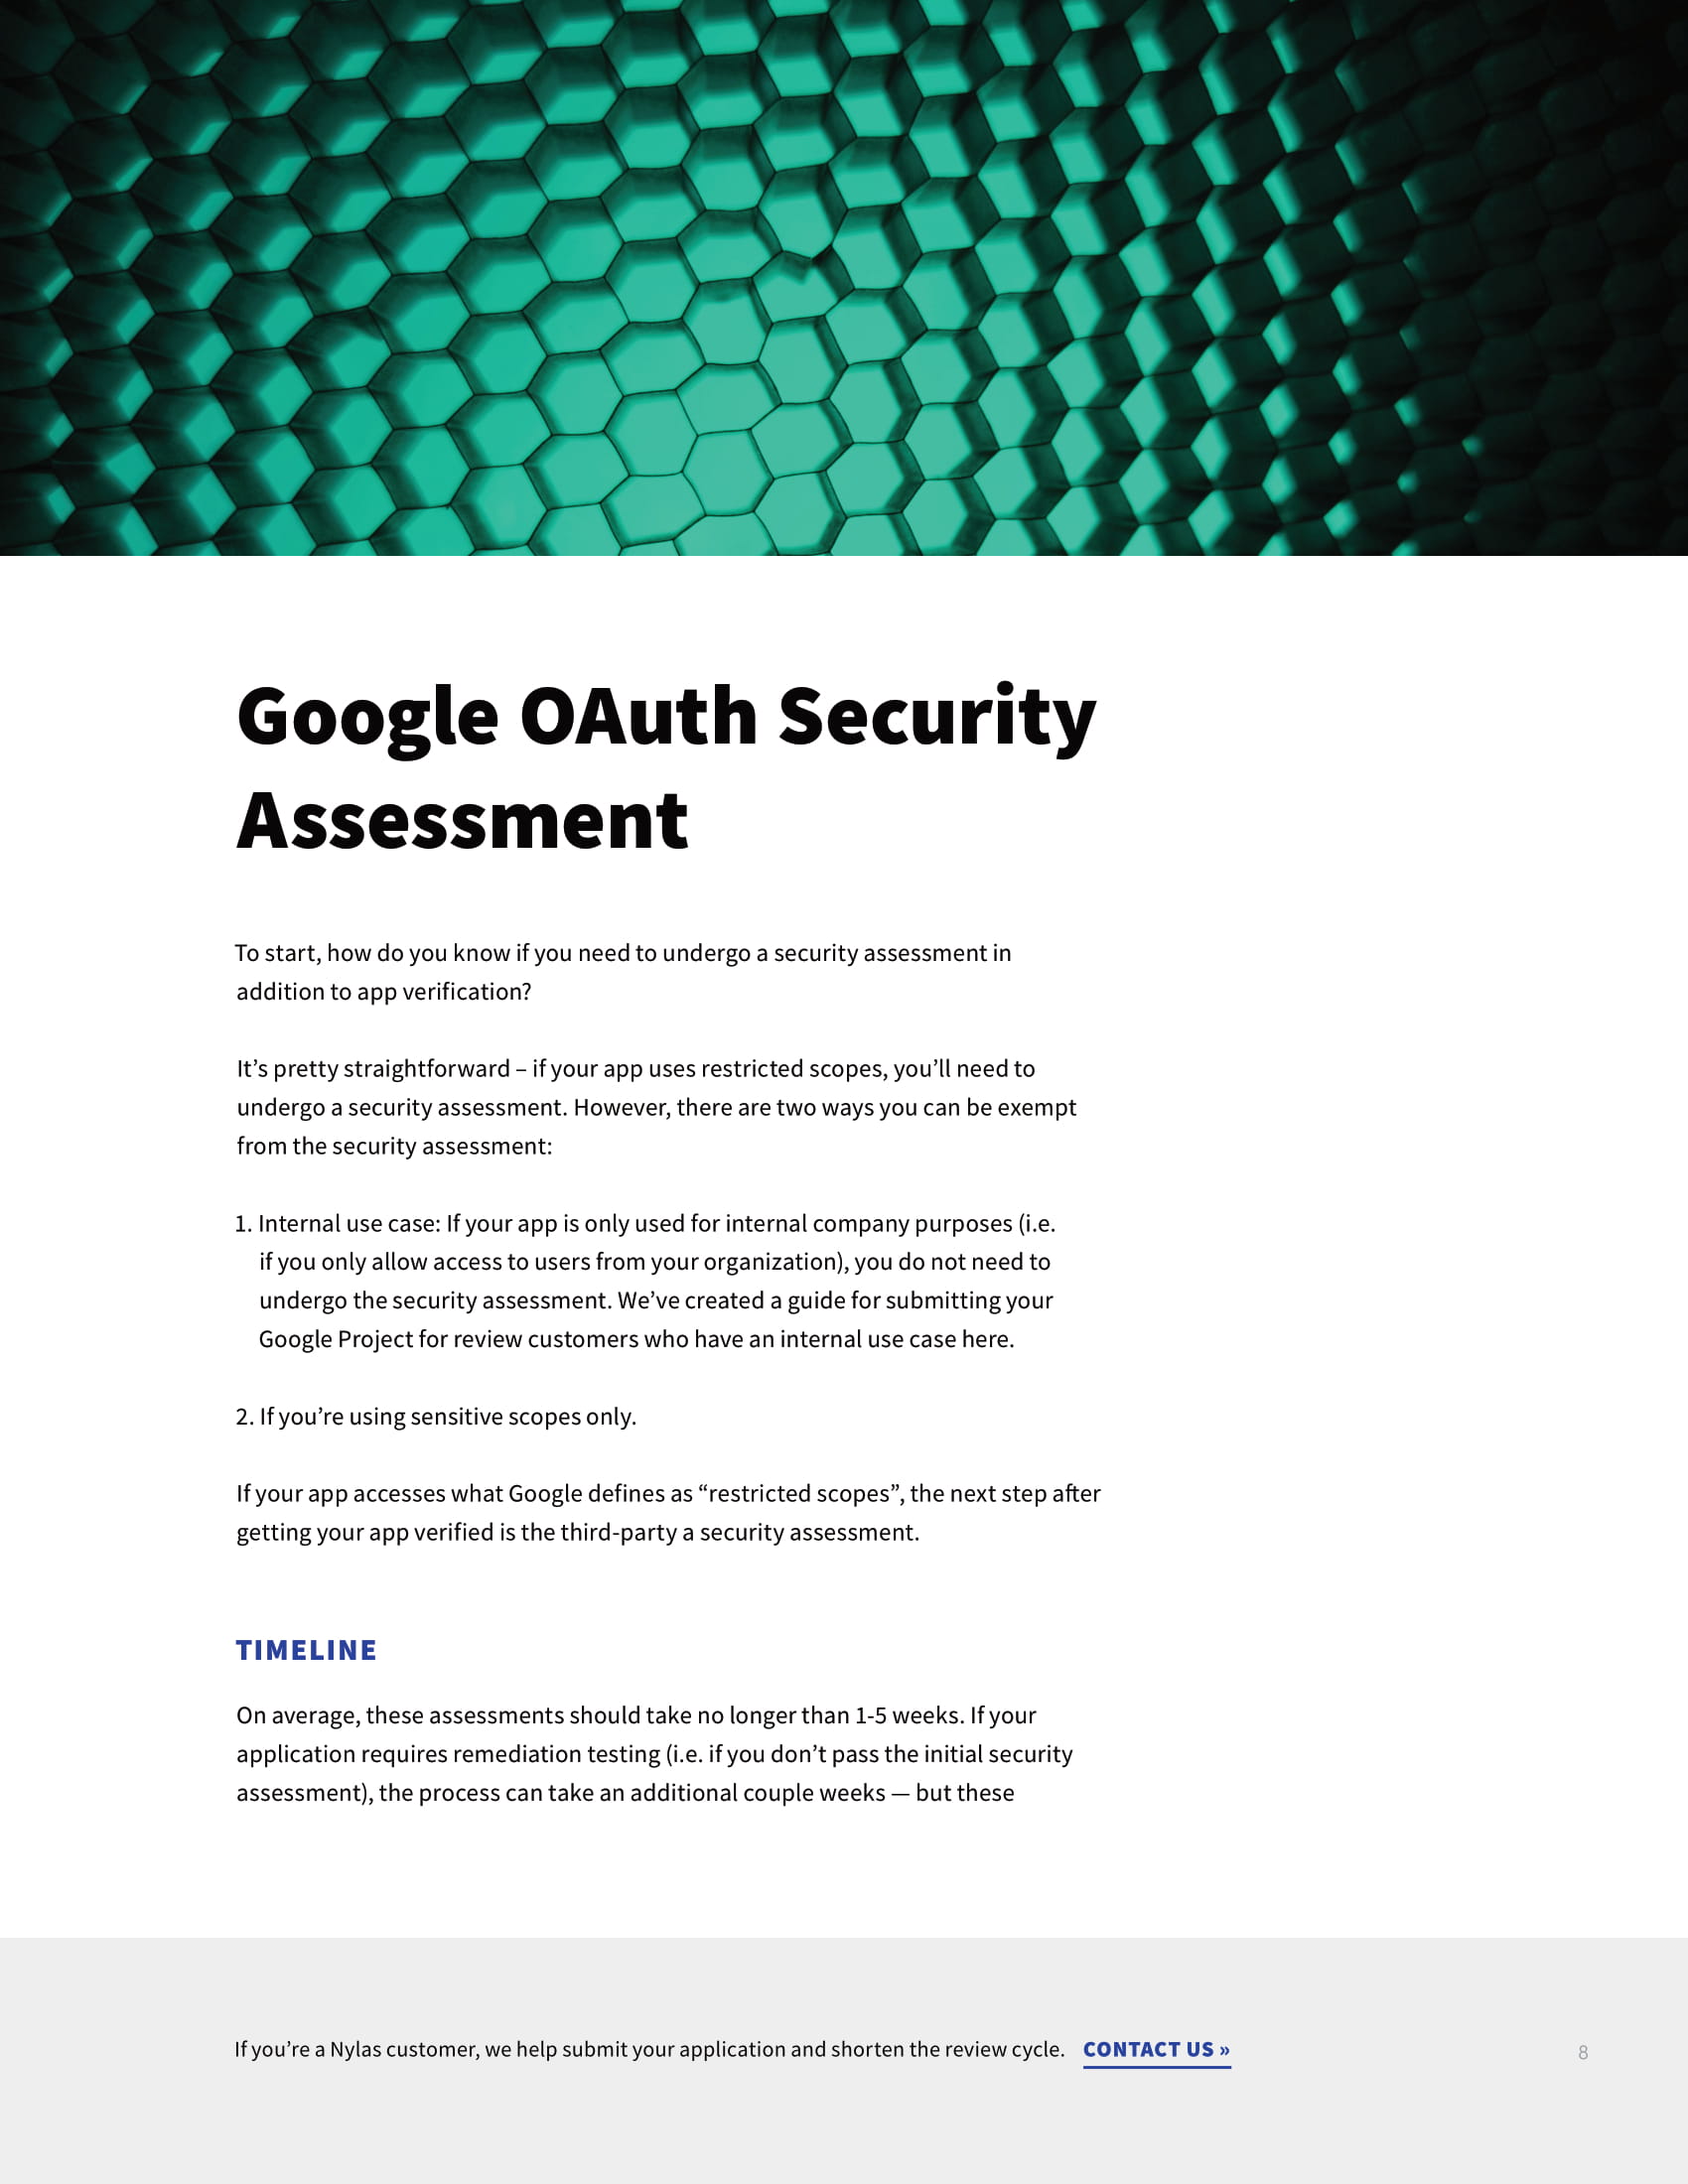 Google OAuth Security
Assessment
To start, how do you know if you need to undergo a security assessment in
addition to app verification?
It’s pretty straightforward – if your app uses restricted scopes, you’ll need to
undergo a security assessment. However, there are two ways you can be exempt
from the security assessment:
1. Internal use case: If your app is only used for internal company purposes (i.e.
if you only allow access to users from your organization), you do not need to
undergo the security assessment. We’ve created a guide for submitting your
Google Project for review customers who have an internal use case here.
2. If you’re using sensitive scopes only.
If your app accesses what Google defines as “restricted scopes”, the next step after
getting your app verified is the third-party a security assessment.
TIMELINE
On average, these assessments should take no longer than 1-5 weeks. If your
application requires remediation testing (i.e. if you don’t pass the initial security
assessment), the process can take an additional couple weeks — but these
If you’re a Nylas customer, we help submit your application and shorten the review cycle. CONTACT US »
8